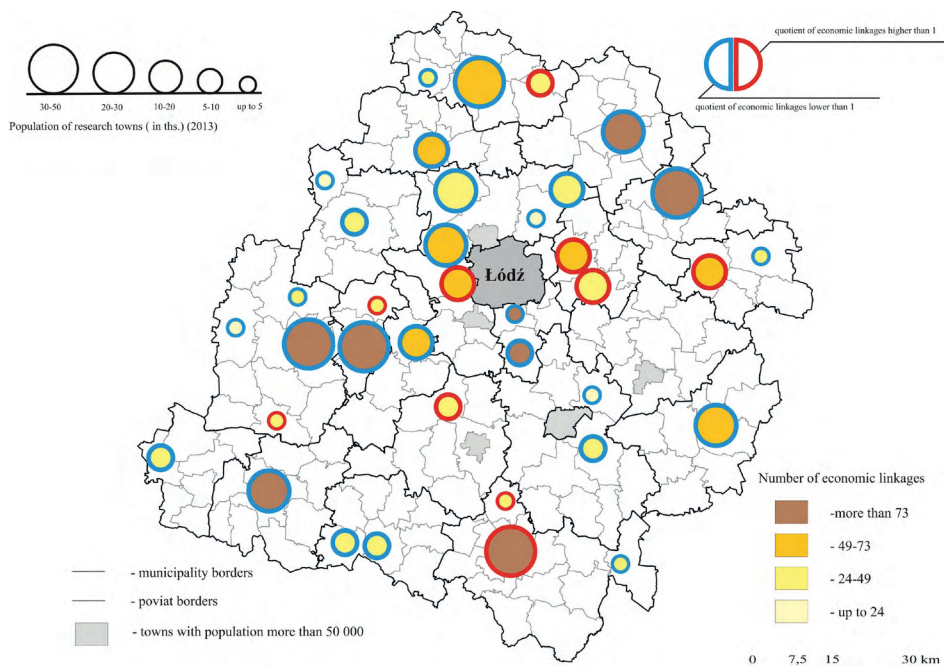 quotient of economic linkages higher than 1
30-50 20-30 10-20 5-10 up to 5
quotient of economic linkages lower than 1
Population of research towns ( in ths.) (2013)
Łódź
Number of economic linkages
-more than 73
- 49-73
- 24-49
- up to 24
- municipality borders
- poviat borders
- towns with population more than 50 000
0 7,5 15 30 km